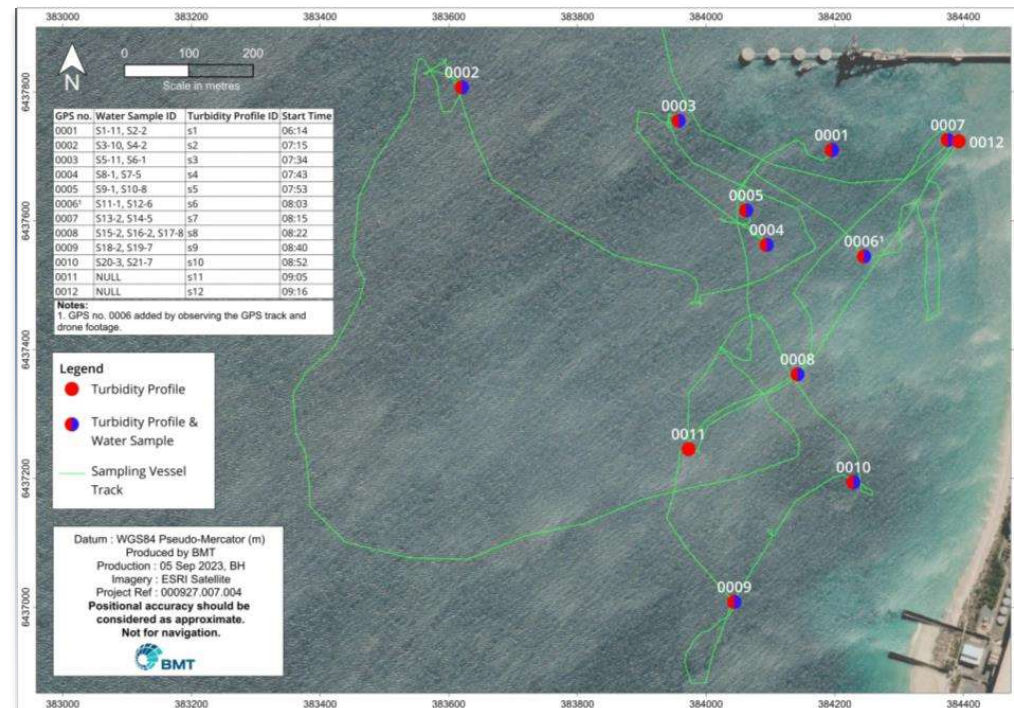 383000 383200 383400 383600 383800 384000 384200 384400
0 100 200
Scale in metres
N
6437800
6437600
6437400
6437200
6437000
GPS no. Water Sample ID Turbidity Profile ID Start Time
0001 S1-11, S2-2 s1 06:14
0002 S3-10, S4-2 s2 07:15
0003 S5-11, S6-1 s3 07:34
0004 S8-1, S7-5 s4 07:43
0005 S9-1, S10-8 s5 07:53
0006¹ S11-1, S12-6 s6 08:03
0007 S13-2, S14-5 s7 08:15
0008 S15-2, S16-2, S17-8 s8 08:22
0009 S18-2, S19-7 s9 08:40
0010 S20-3, S21-7 s10 08:52
0011 NULL s11 09:05
0012 NULL s12 09:16
Notes:
1. GPS no. 0006 added by observing the GPS track and
drone footage.
0002
0003
0001
0007
0012
0005
0004
0006¹
0008
0011
0010
0009
Legend
Turbidity Profile
Turbidity Profile &
Water Sample
Sampling Vessel
Track
Datum : WGS84 Pseudo-Mercator (m)
Produced by BMT
Production : 05 Sep 2023, BH
Imagery : ESRI Satellite
Project Ref : 000927.007.004
Positional accuracy should be
considered as approximate.
Not for navigation.
BMT
383000 383200 383400 383600 383800 384000 384200 384400